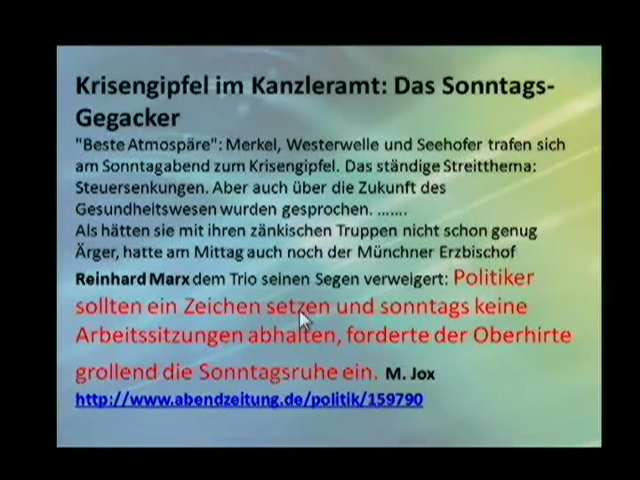 Krisengipfel im Kanzleramt: Das Sonntags-
Gegacker
"Beste Atmospäre": Merkel, Westerwelle und Seehofer trafen sich
am Sonntagabend zum Krisengipfel. Das ständige Streitthema:
Steuersenkungen. Aber auch über die Zukunft des
Gesundheitswesen wurden gesprochen. .......
Als hätten sie mit ihren zänkischen Truppen nicht schon genug
Ärger, hatte am Mittag auch noch der Münchner Erzbischof
Reinhard Marx dem Trio seinen Segen verweigert: Politiker
sollten ein Zeichen setzen und sonntags keine
Arbeitssitzungen abhalten, forderte der Oberhirte
grollend die Sonntagsruhe ein. M. Jox
http://www.abendzeitung.de/politik/159790